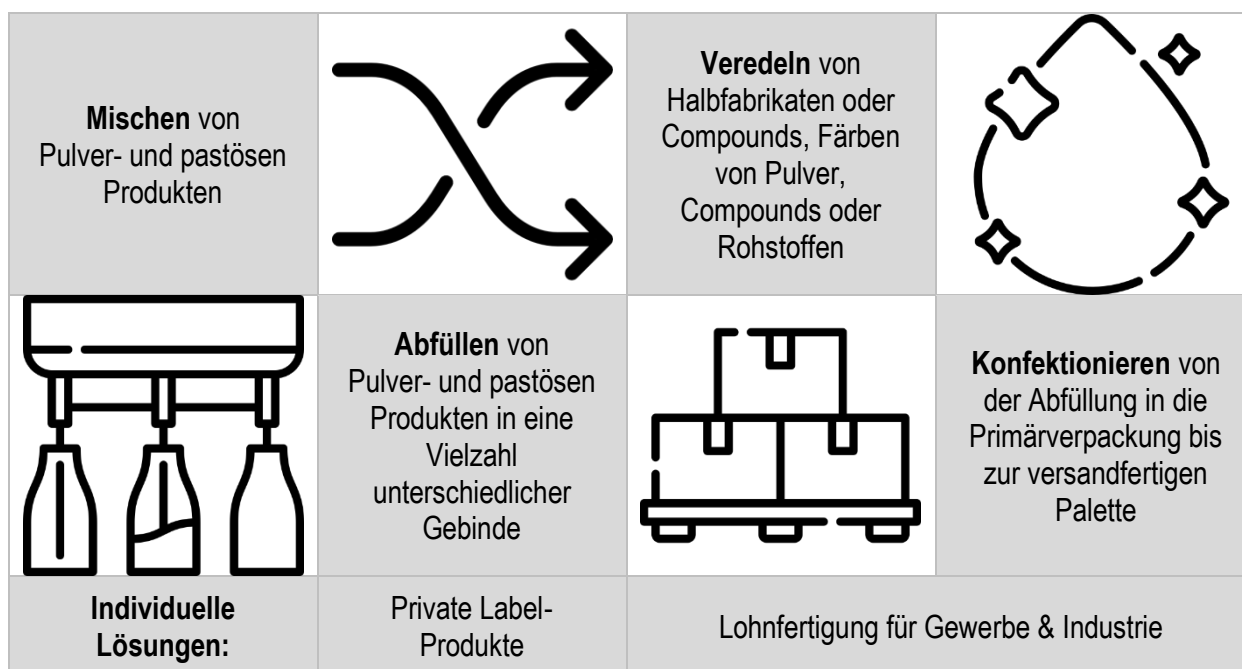 Mischen von
Pulver- und pastösen
Produkten
Veredeln von
Halbfabrikaten oder
Compounds, Färben
von Pulver,
Compounds oder
Rohstoffen
Abfüllen von
Pulver- und pastösen
Produkten in eine
Vielzahl
unterschiedlicher
Gebinde
Konfektionieren von
der Abfüllung in die
Primärverpackung bis
zur versandfertigen
Palette
Individuelle
Lösungen:
Private Label-
Produkte
Lohnfertigung für Gewerbe & Industrie